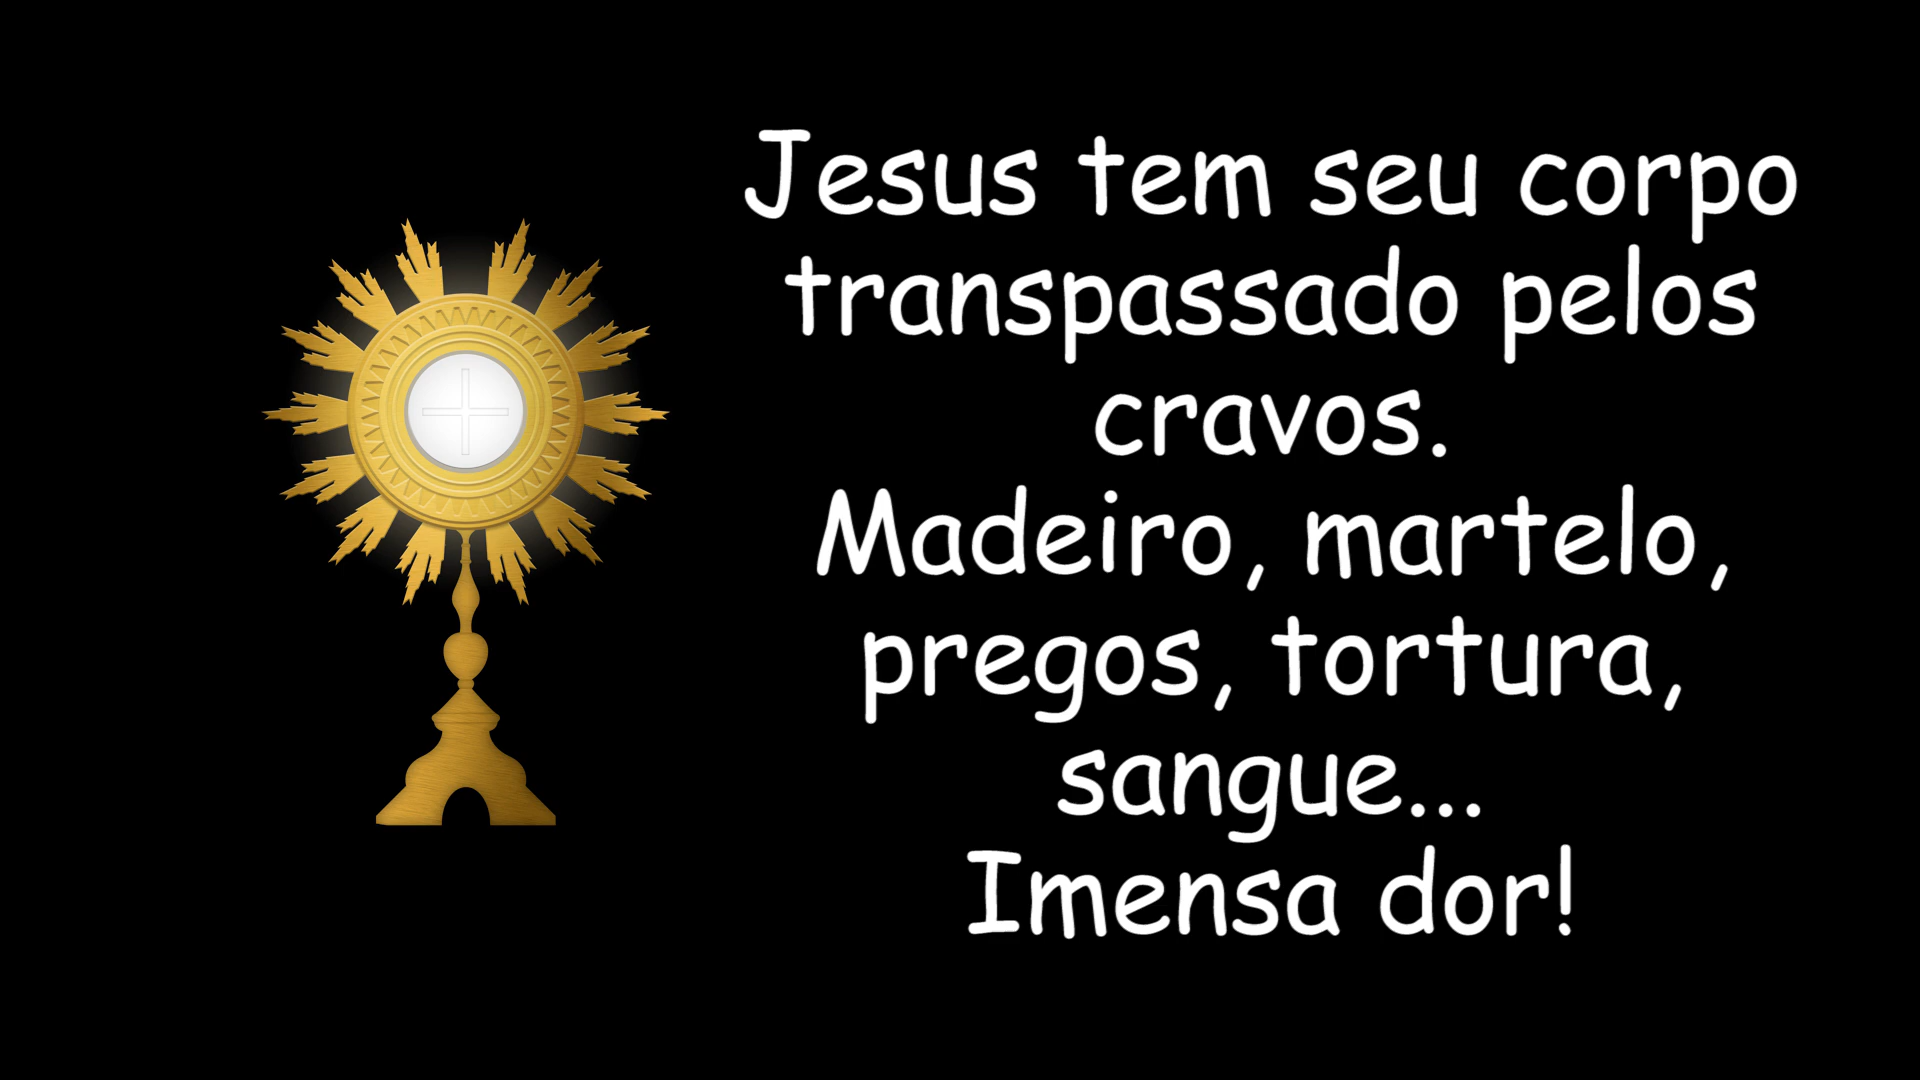 Jesus tem seu corpo
transpassado pelos
cravos.
Madeiro, martelo,
pregos, tortura,
sangue...
Imensa dor!